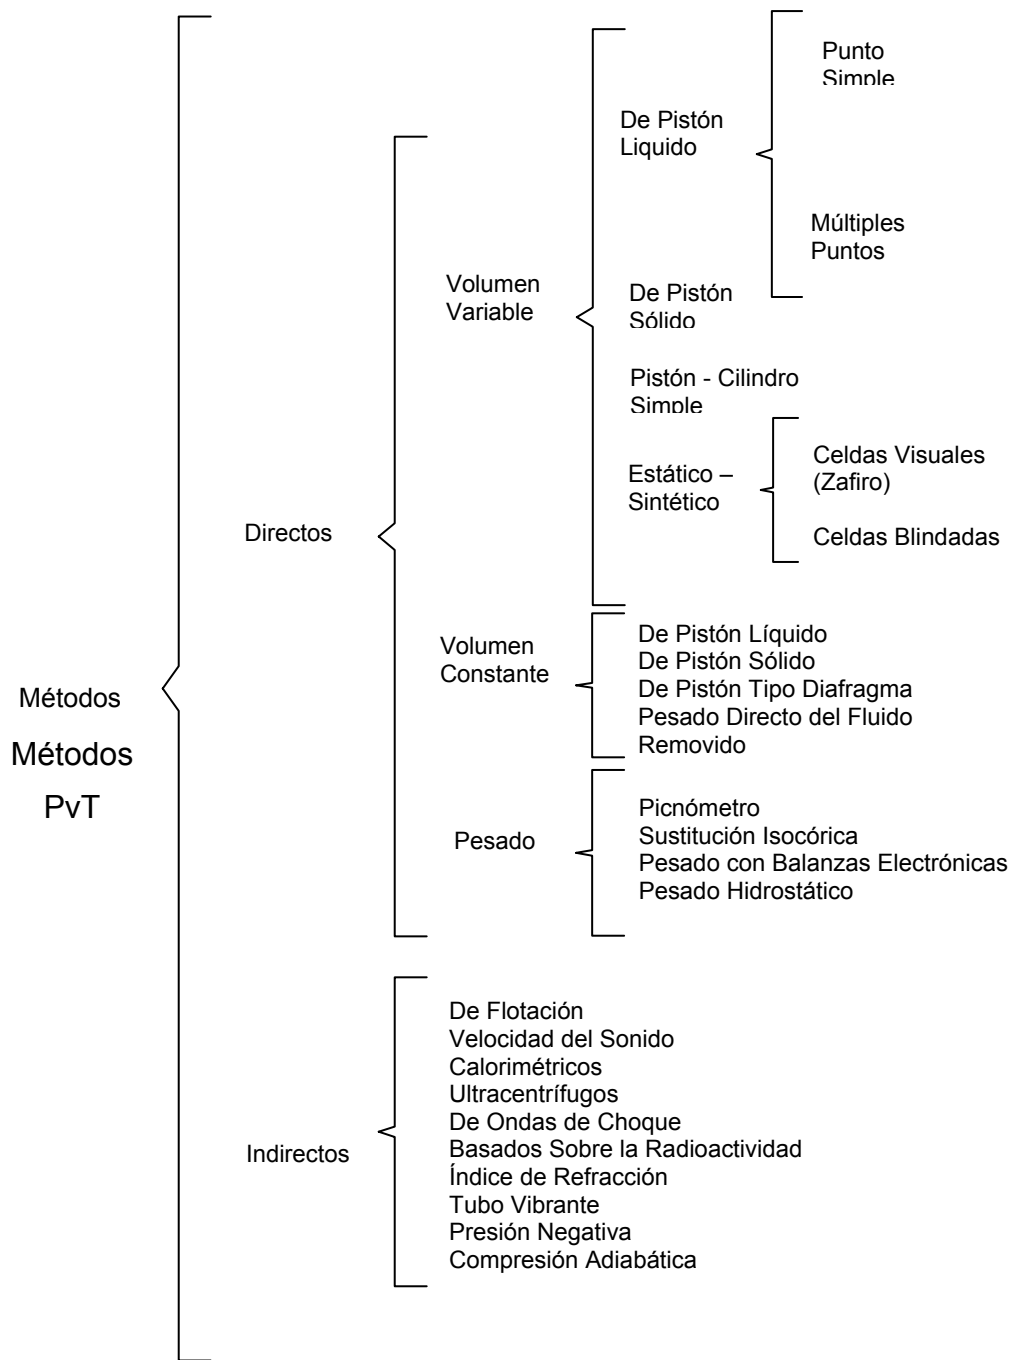 Métodos
Métodos
PvT
Directos
Volumen
Variable
De Pistón
Liquido
Punto
Simple
Múltiples
Puntos
De Pistón
Sólido
Pistón - Cilindro
Simple
Estático –
Sintético
Celdas Visuales
(Zafiro)
Celdas Blindadas
Volumen
Constante
De Pistón Líquido
De Pistón Sólido
De Pistón Tipo Diafragma
Pesado Directo del Fluido
Removido
Pesado
Picnómetro
Sustitución Isocórica
Pesado con Balanzas Electrónicas
Pesado Hidrostático
Indirectos
De Flotación
Velocidad del Sonido
Calorimétricos
Ultracentrífugos
De Ondas de Choque
Basados Sobre la Radioactividad
Índice de Refracción
Tubo Vibrante
Presión Negativa
Compresión Adiabática